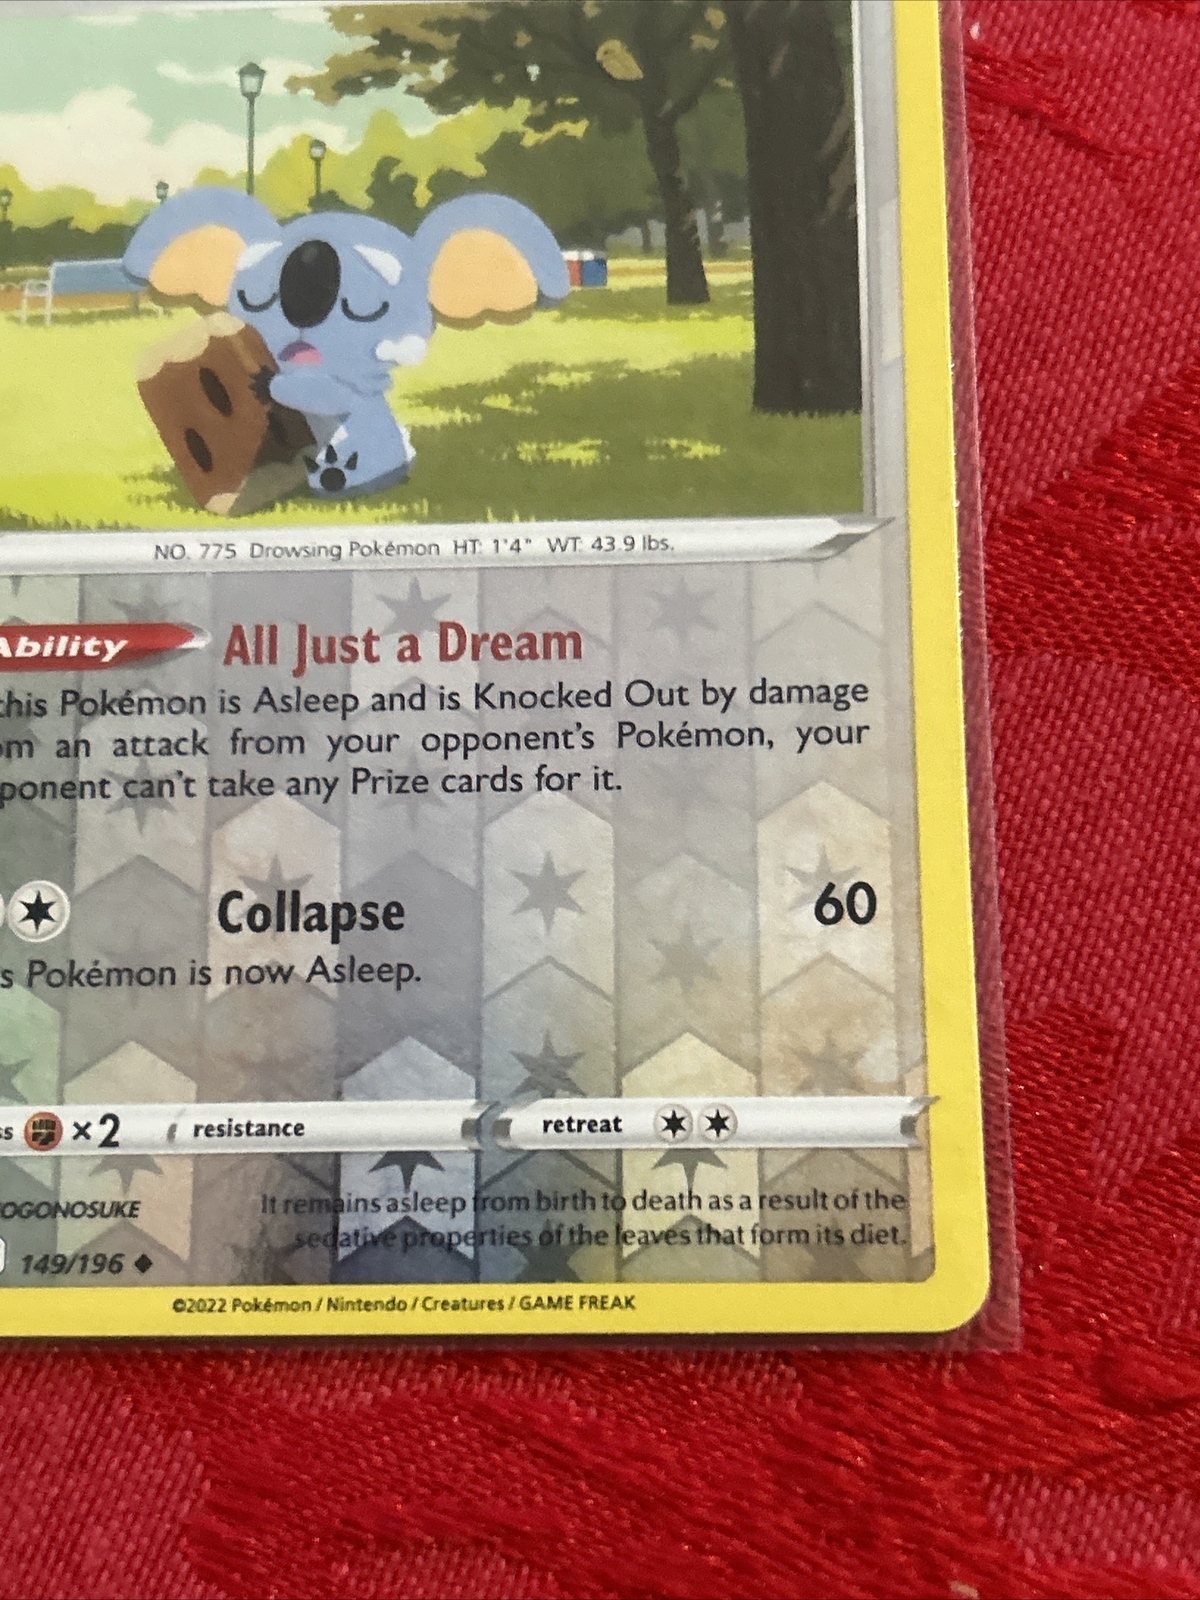 NO. 775 Drowsing Pokémon HT: 1'4" WT: 43.9 lbs.
Ability All Just a Dream
this Pokémon is Asleep and is Knocked Out by damage
om an attack from your opponent's Pokémon, your
ponent can't take any Prize cards for it.
Collapse 60
s Pokémon is now Asleep.
ss ×2 resistance retreat
OGONOSUKE
It remains asleep from birth to death as a result of the
sedative properties of the leaves that form its diet.
149/196
©2022 Pokémon / Nintendo / Creatures / GAME FREAK